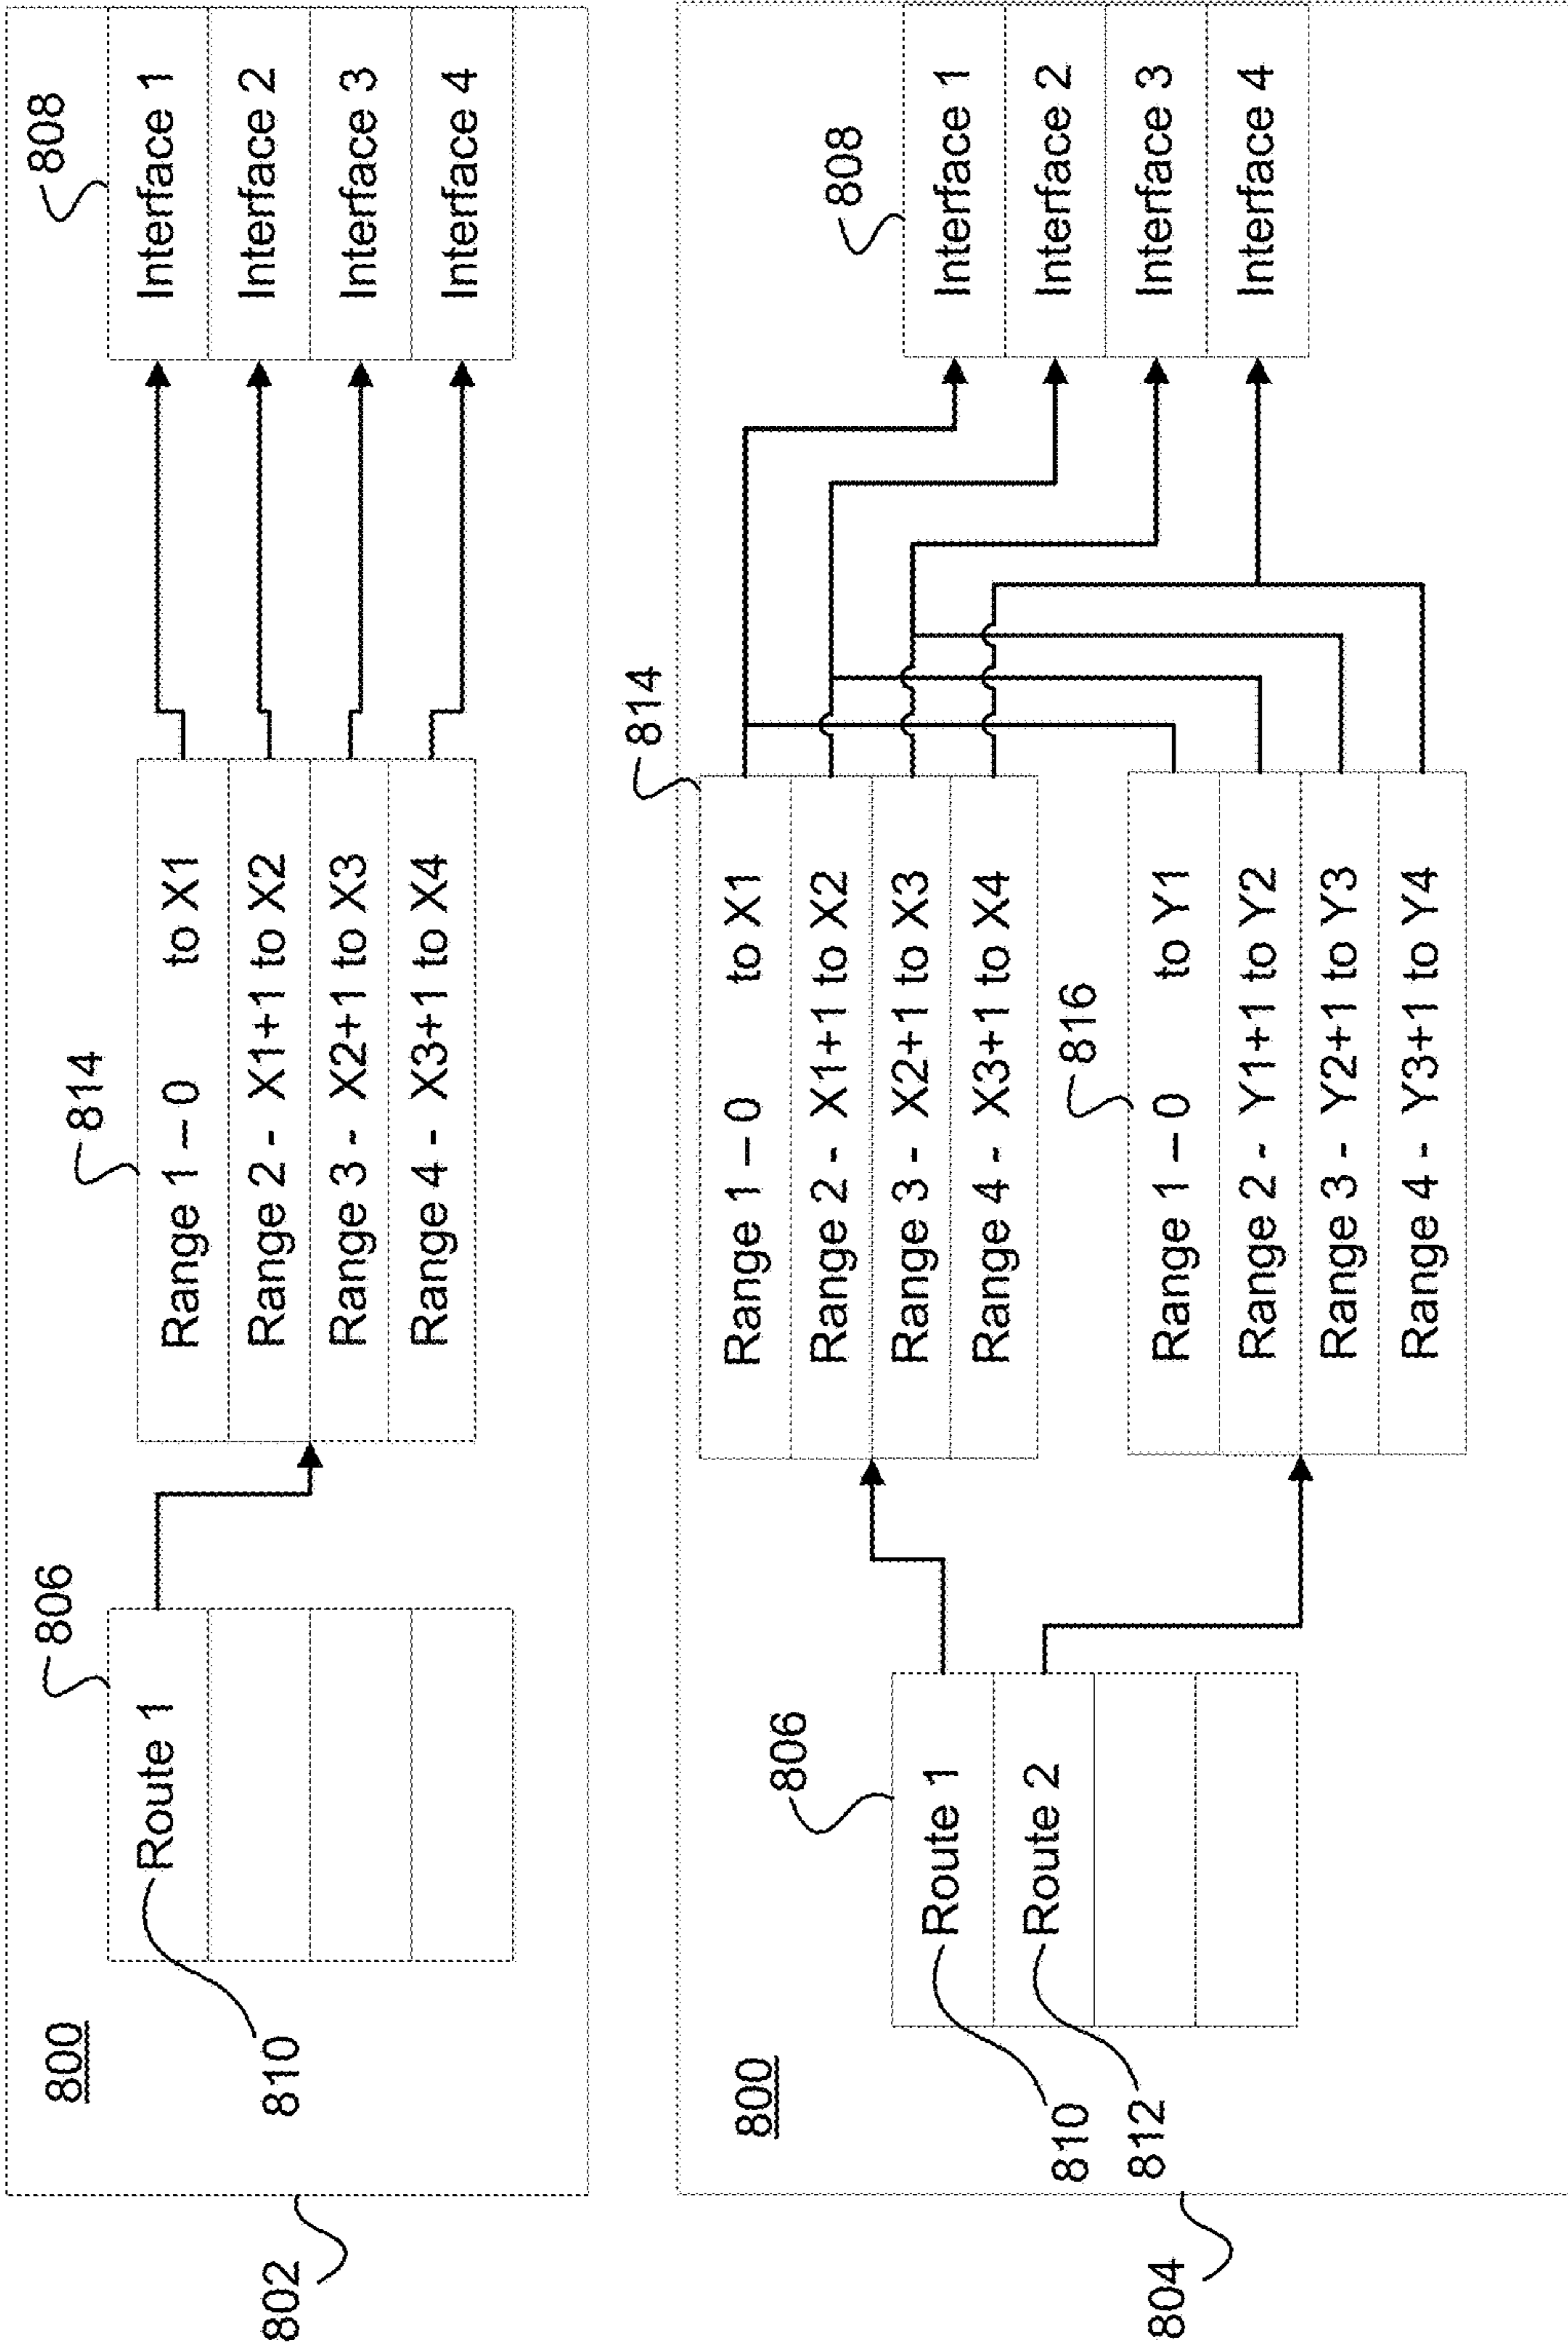 802
800
810
806
Route 1
814
Range 1 – 0 to X1
Range 2 - X1+1 to X2
Range 3 - X2+1 to X3
Range 4 - X3+1 to X4
808
Interface 1
Interface 2
Interface 3
Interface 4
804
800
810
812
806
Route 1
Route 2
814
Range 1 – 0 to X1
Range 2 - X1+1 to X2
Range 3 - X2+1 to X3
Range 4 - X3+1 to X4
816
Range 1 – 0 to Y1
Range 2 - Y1+1 to Y2
Range 3 - Y2+1 to Y3
Range 4 - Y3+1 to Y4
808
Interface 1
Interface 2
Interface 3
Interface 4